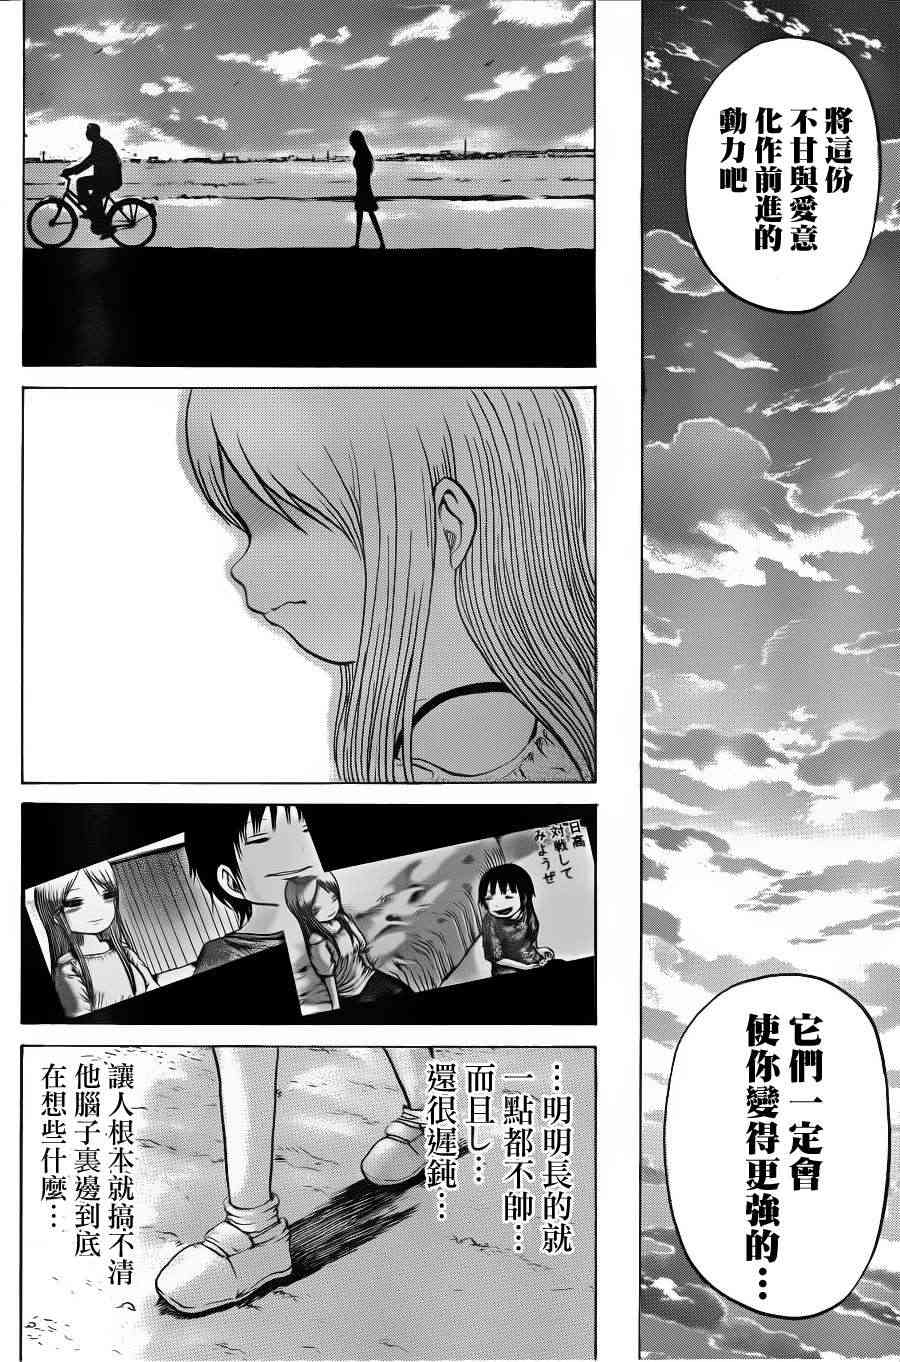 將這份
不甘與愛意
化作前進的
動力吧
它們一定會
使你變得更強的…
日高
対戦して
みようぜ
…明明長的就
一點都不帥…
而且し…
還很遲鈍…
讓人根本就搞不清
他腦子裏邊到底
在想些什麼…